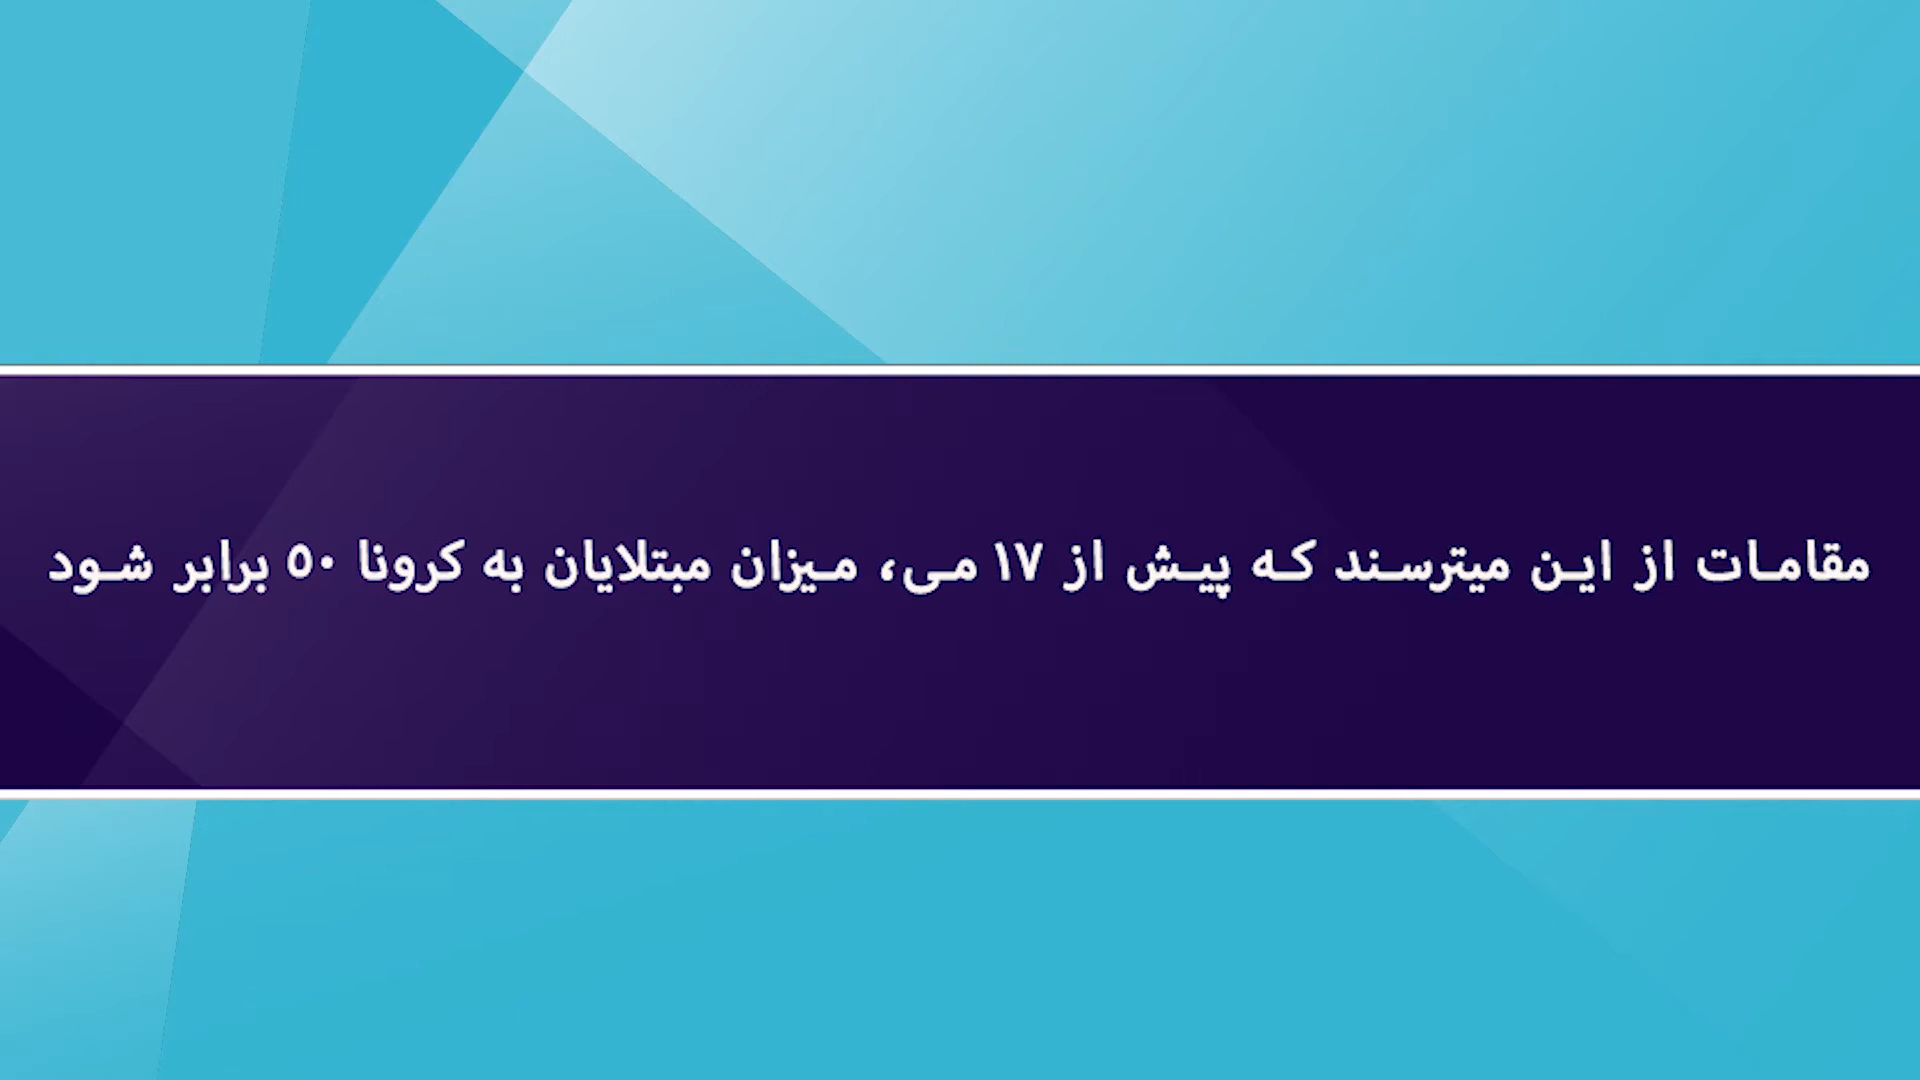 مقامات از این میترسند که پیش از ۱۷ می، میزان مبتلایان به کرونا ۵۰ برابر شود